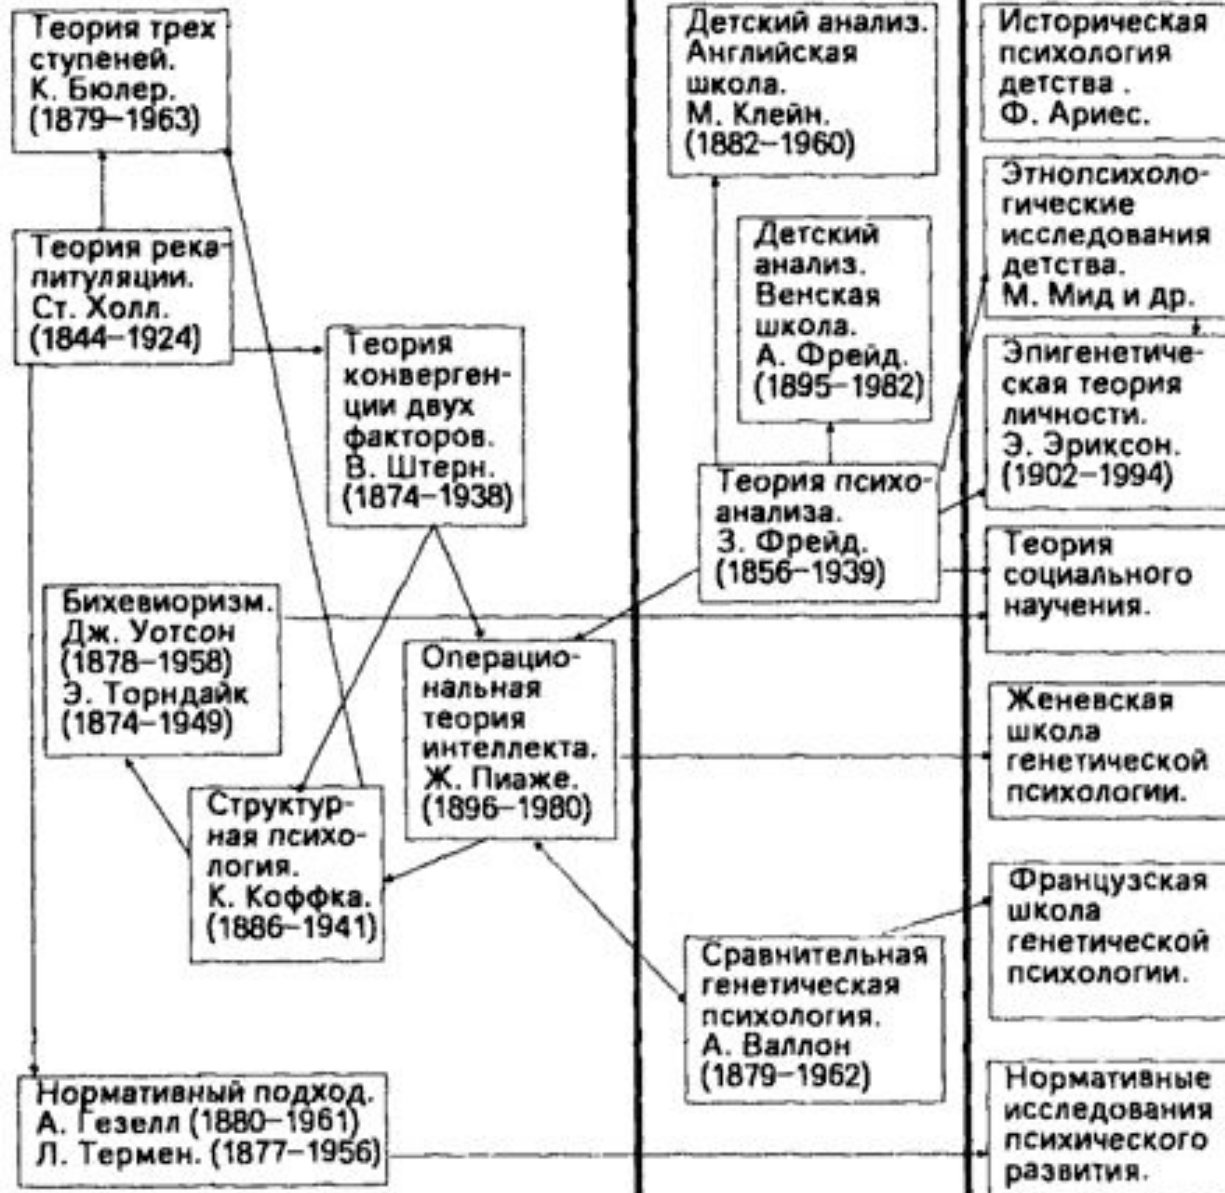 Теория трех
ступеней.
К. Бюлер.
(1879–1963)
Теория река-
питуляции.
Ст. Холл.
(1844–1924)
Теория
конверген-
ции двух
факторов.
В. Штерн.
(1874–1938)
Бихевиоризм.
Дж. Уотсон
(1878–1958)
Э. Торндайк
(1874–1949)
Операцио-
нальная
теория
интеллекта.
Ж. Пиаже.
(1896–1980)
Структур-
ная психо-
логия.
К. Коффка.
(1886–1941)
Нормативный подход.
А. Гезелл (1880–1961)
Л. Термен. (1877–1956)
Детский анализ.
Английская
школа.
М. Клейн.
(1882–1960)
Детский
анализ.
Венская
школа.
А. Фрейд.
(1895–1982)
Теория психо-
анализа.
З. Фрейд.
(1856–1939)
Сравнительная
генетическая
психология.
А. Валлон
(1879–1962)
Историческая
психология
детства .
Ф. Ариес.
Этнопсихоло-
гические
исследования
детства.
М. Мид и др.
Эпигенетиче-
ская теория
личности.
Э. Эриксон.
(1902–1994)
Теория
социального
научения.
Женевская
школа
генетической
психологии.
Французская
школа
генетической
психологии.
Нормативные
исследования
психического
развития.